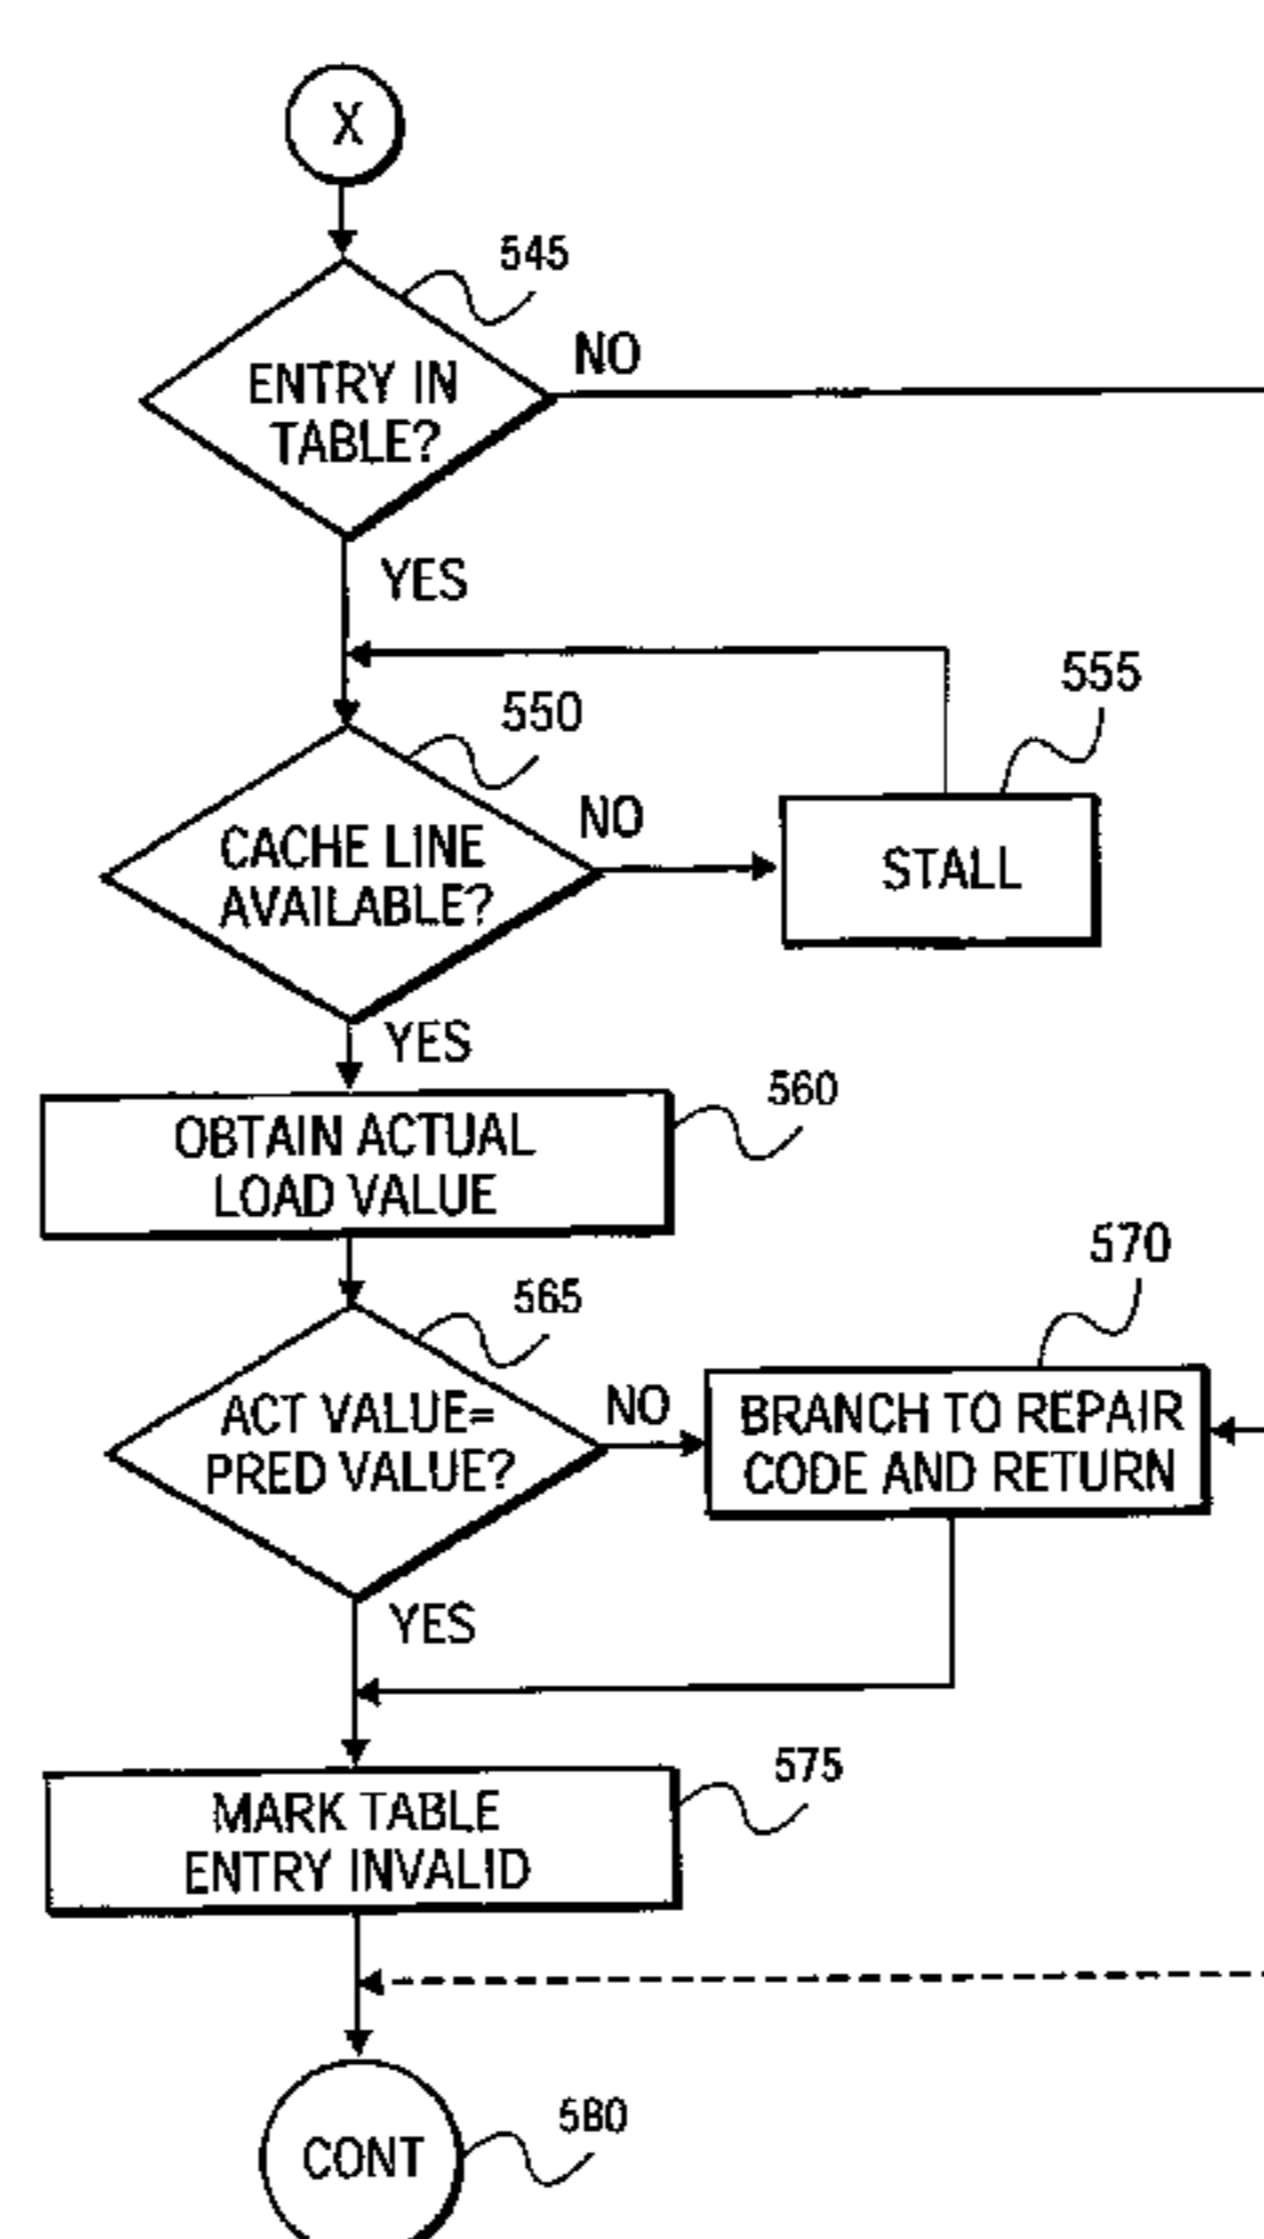 X
545
ENTRY IN
TABLE?
NO
YES
550
555
CACHE LINE
AVAILABLE?
NO
STALL
YES
560
OBTAIN ACTUAL
LOAD VALUE
565
570
ACT VALUE=
PRED VALUE?
NO
BRANCH TO REPAIR
CODE AND RETURN
YES
575
MARK TABLE
ENTRY INVALID
580
CONT